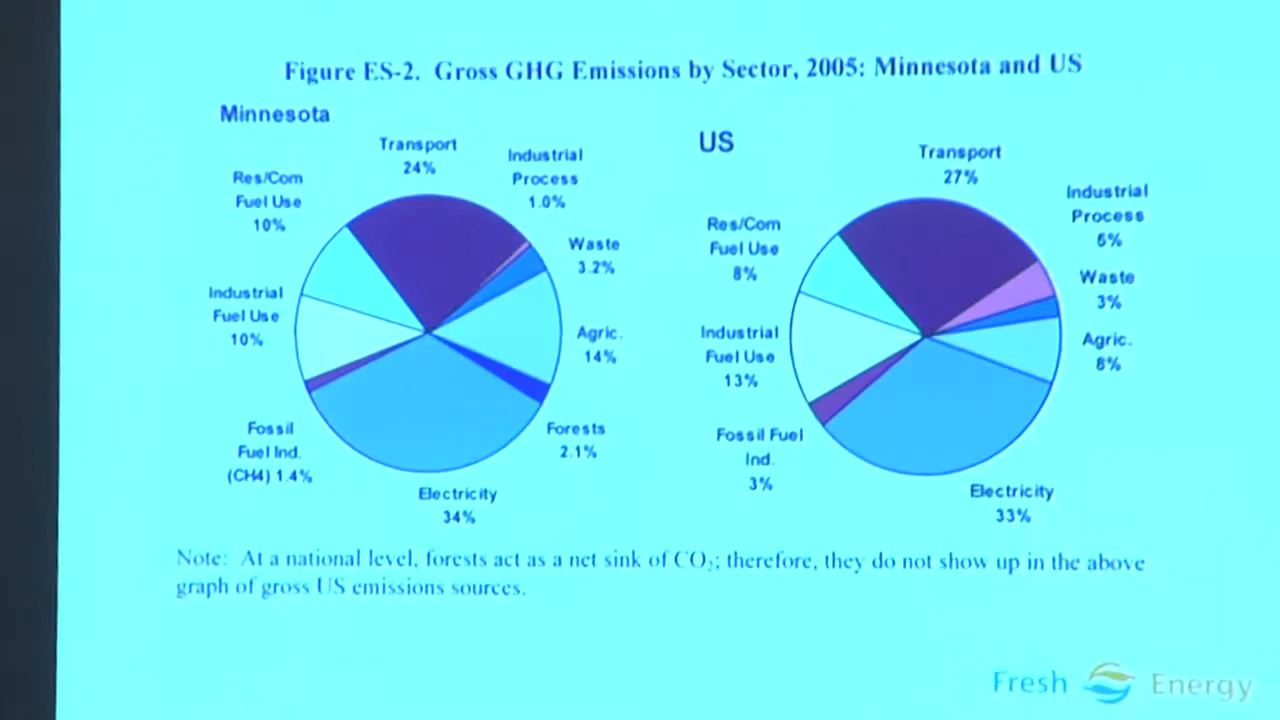 Figure ES-2. Gross GHG Emissions by Sector, 2005: Minnesota and US
Minnesota
Transport
24%
Industrial
Process
1.0%
Res/Com
Fuel Use
10%
Waste
3.2%
Industrial
Fuel Use
10%
Agric.
14%
Fossil
Fuel Ind.
(CH4) 1.4%
Forests
2.1%
Electricity
34%
US
Transport
27%
Industrial
Process
5%
Res/Com
Fuel Use
8%
Waste
3%
Industrial
Fuel Use
13%
Agric.
8%
Fossil Fuel
Ind.
3%
Electricity
33%
Note: At a national level, forests act as a net sink of CO₂; therefore, they do not show up in the above
graph of gross US emissions sources.
Fresh Energy